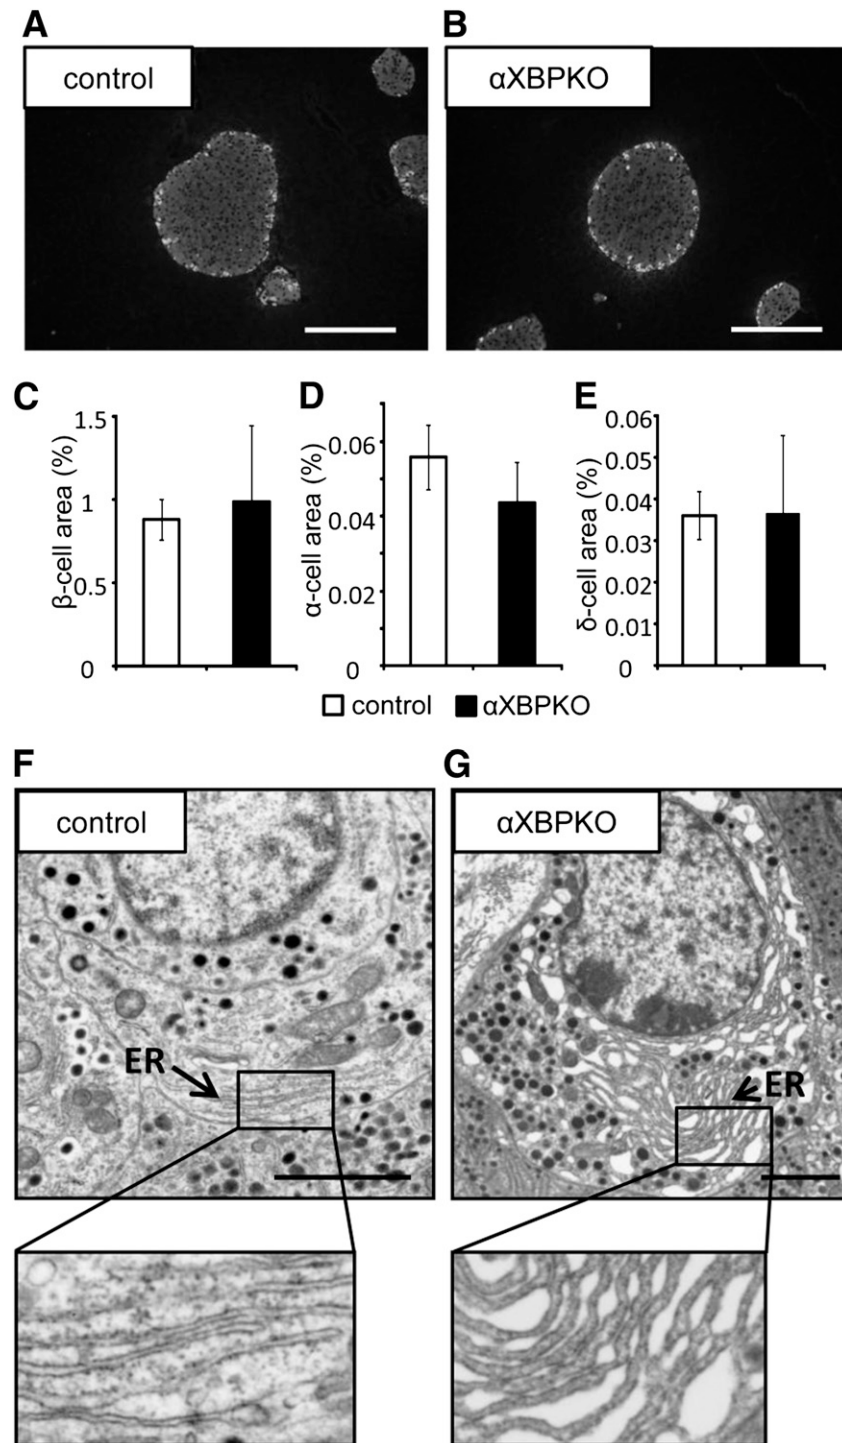 A
control
B
αXBPKO
C
β-cell area (%)
1.5
1
0.5
0
D
α-cell area (%)
0.06
0.04
0.02
0
E
δ-cell area (%)
0.06
0.05
0.04
0.03
0.02
0.01
0
control αXBPKO
F
control
ER
G
αXBPKO
ER